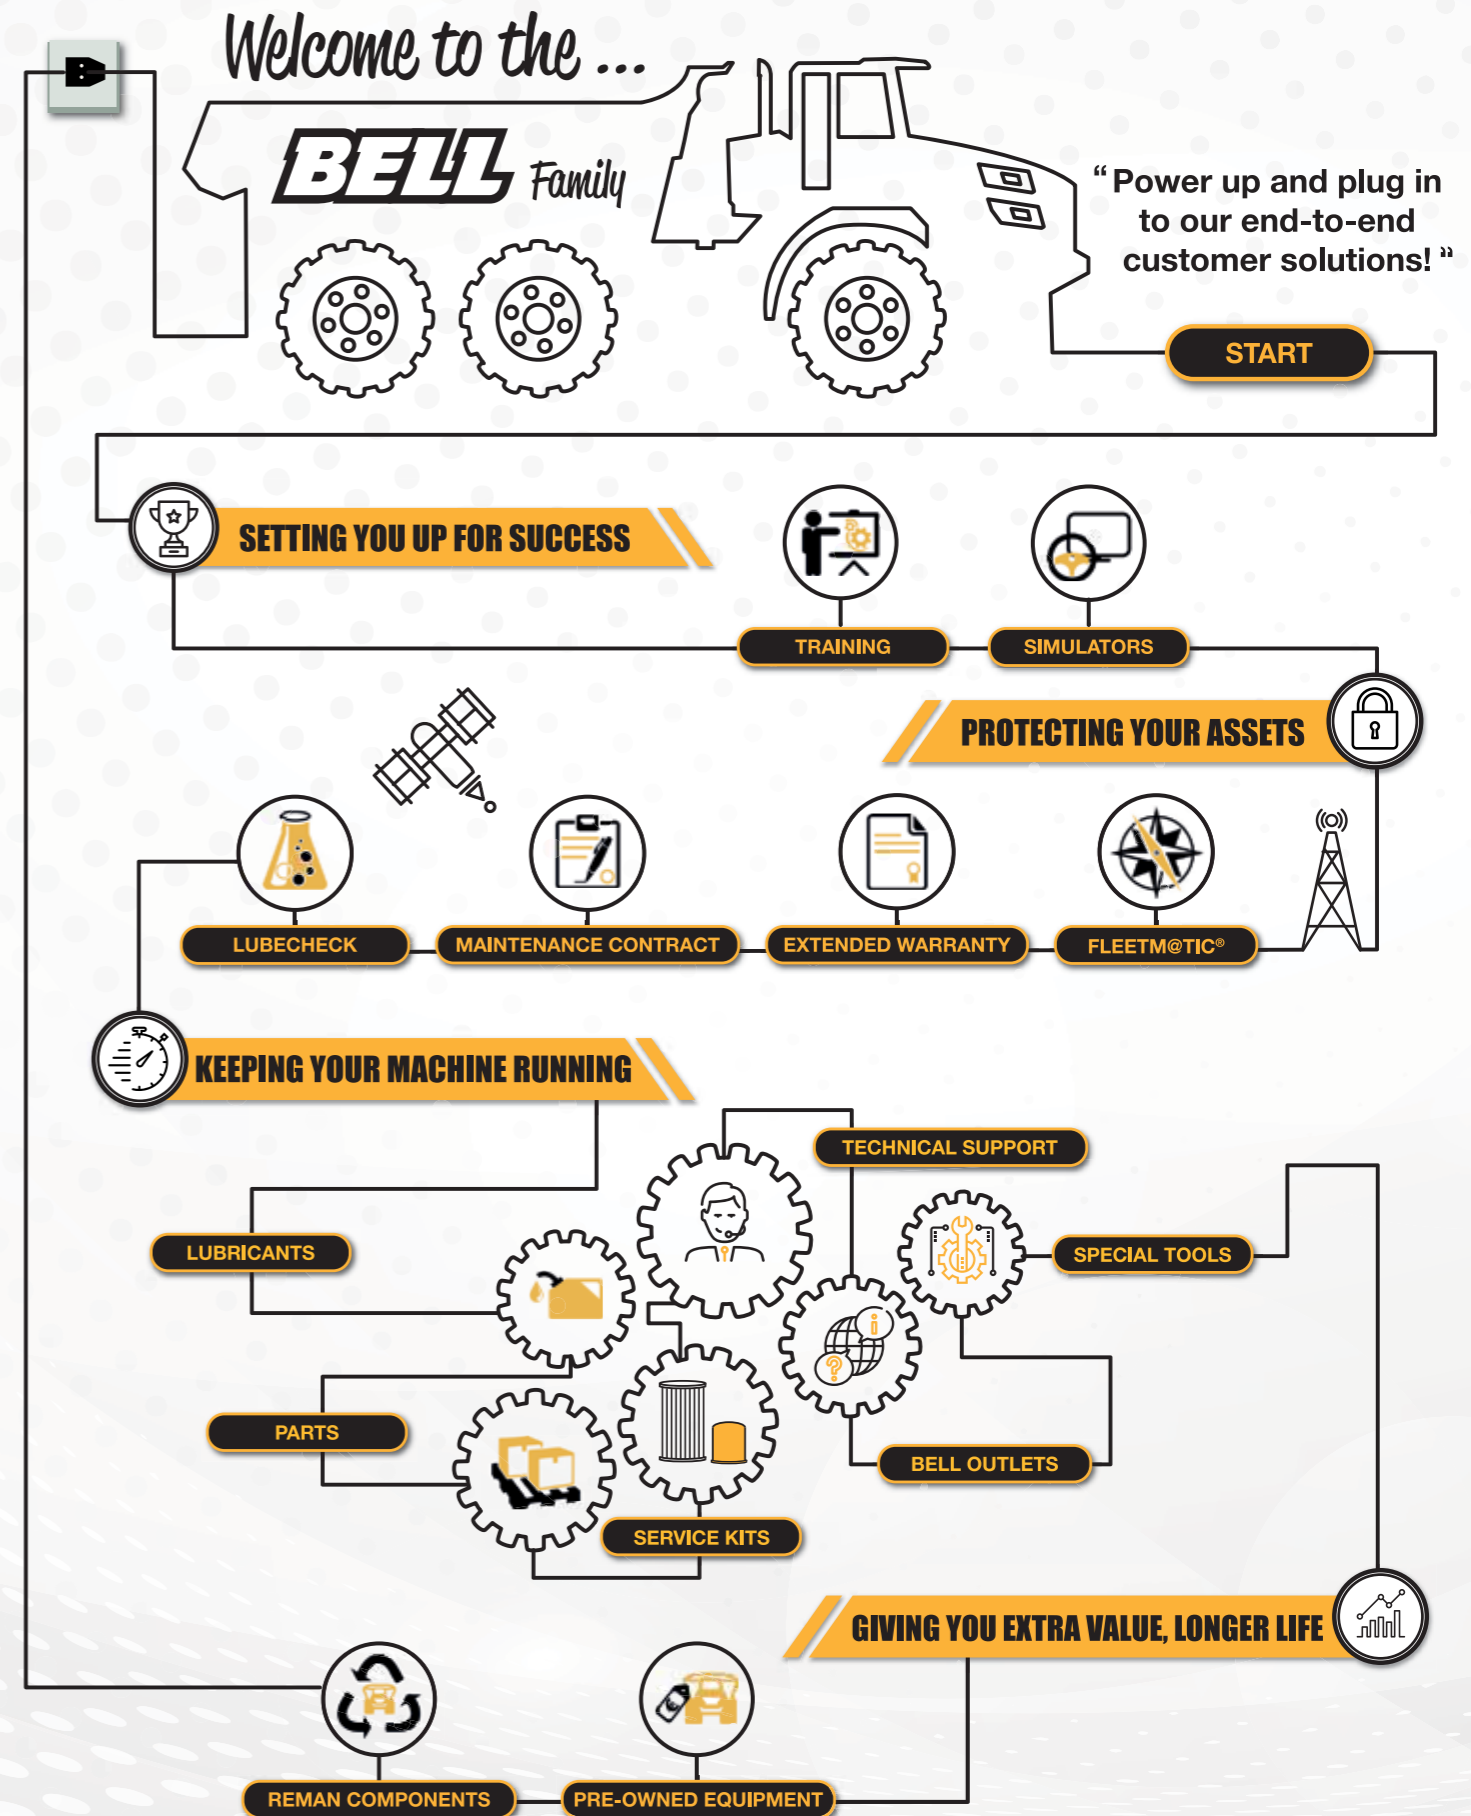 Welcome to the ...
BELL Family
“Power up and plug in
to our end-to-end
customer solutions!”
START
SETTING YOU UP FOR SUCCESS
TRAINING
SIMULATORS
PROTECTING YOUR ASSETS
LUBECHECK
MAINTENANCE CONTRACT
EXTENDED WARRANTY
FLEETM@TIC®
KEEPING YOUR MACHINE RUNNING
TECHNICAL SUPPORT
LUBRICANTS
SPECIAL TOOLS
i
?
PARTS
BELL OUTLETS
SERVICE KITS
GIVING YOU EXTRA VALUE, LONGER LIFE
REMAN COMPONENTS
PRE-OWNED EQUIPMENT